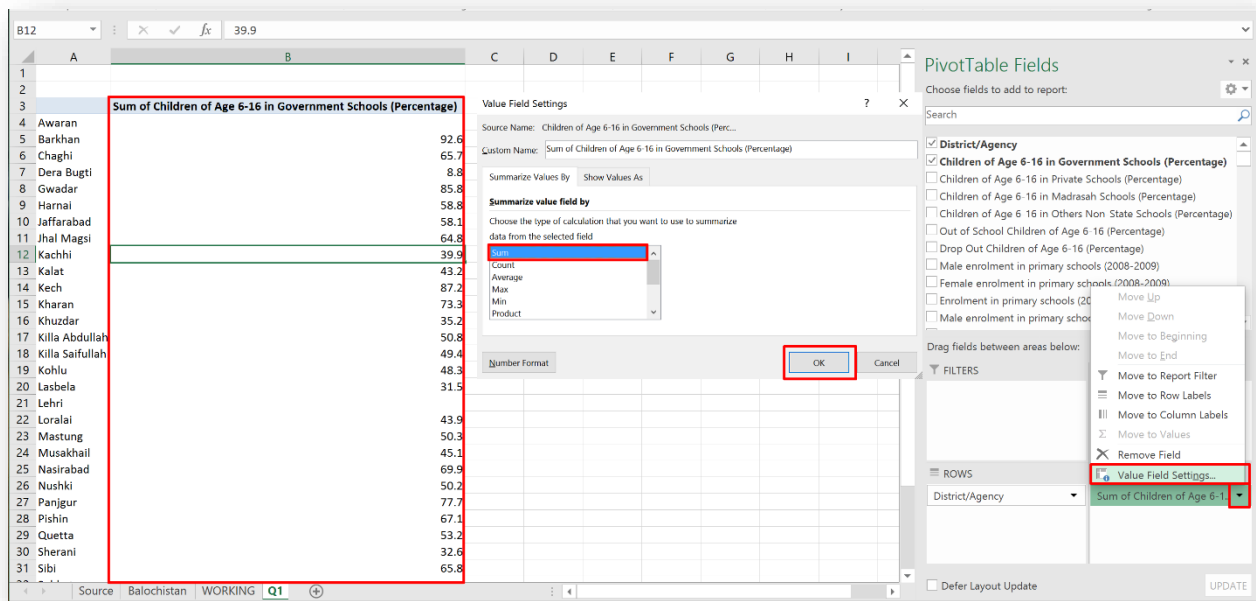 B12
fx 39.9
A B C D E F G H I
1
2
3 Sum of Children of Age 6-16 in Government Schools (Percentage)
4 Awaran
5 Barkhan 92.6
6 Chaghi 65.7
7 Dera Bugti 8.8
8 Gwadar 85.8
9 Harnai 58.8
10 Jaffarabad 58.1
11 Jhal Magsi 64.8
12 Kachhi 39.9
13 Kalat 43.2
14 Kech 87.2
15 Kharan 73.3
16 Khuzdar 35.2
17 Killa Abdullah 50.8
18 Killa Saifullah 49.4
19 Kohlu 48.3
20 Lasbela 31.5
21 Lehri
22 Loralai 43.9
23 Mastung 50.3
24 Musakhail 45.1
25 Nasirabad 69.9
26 Nushki 50.2
27 Panjgur 77.7
28 Pishin 67.1
29 Quetta 53.2
30 Sherani 32.6
31 Sibi 65.8
Source Balochistan WORKING Q1
Value Field Settings ?
Source Name: Children of Age 6-16 in Government Schools (Perc...
Custom Name: Sum of Children of Age 6-16 in Government Schools (Percentage)
Summarize Values By Show Values As
Summarize value field by
Choose the type of calculation that you want to use to summarize
data from the selected field
Sum
Count
Average
Max
Min
Product
Number Format OK Cancel
PivotTable Fields
Choose fields to add to report:
Search
District/Agency
Children of Age 6-16 in Government Schools (Percentage)
Children of Age 6-16 in Private Schools (Percentage)
Children of Age 6-16 in Madrasah Schools (Percentage)
Children of Age 6-16 in Others Non-State Schools (Percentage)
Out of School Children of Age 6-16 (Percentage)
Drop Out Children of Age 6-16 (Percentage)
Male enrolment in primary schools (2008-2009)
Female enrolment in primary schools (2008-2009)
Enrolment in primary schools (20
Male enrolment in primary schoo
Drag fields between areas below:
FILTERS
ROWS
District/Agency
Sum of Children of Age 6-1...
Move Up
Move Down
Move to Beginning
Move to End
Move to Report Filter
Move to Row Labels
Move to Column Labels
Move to Values
Remove Field
Value Field Settings...
Defer Layout Update UPDATE